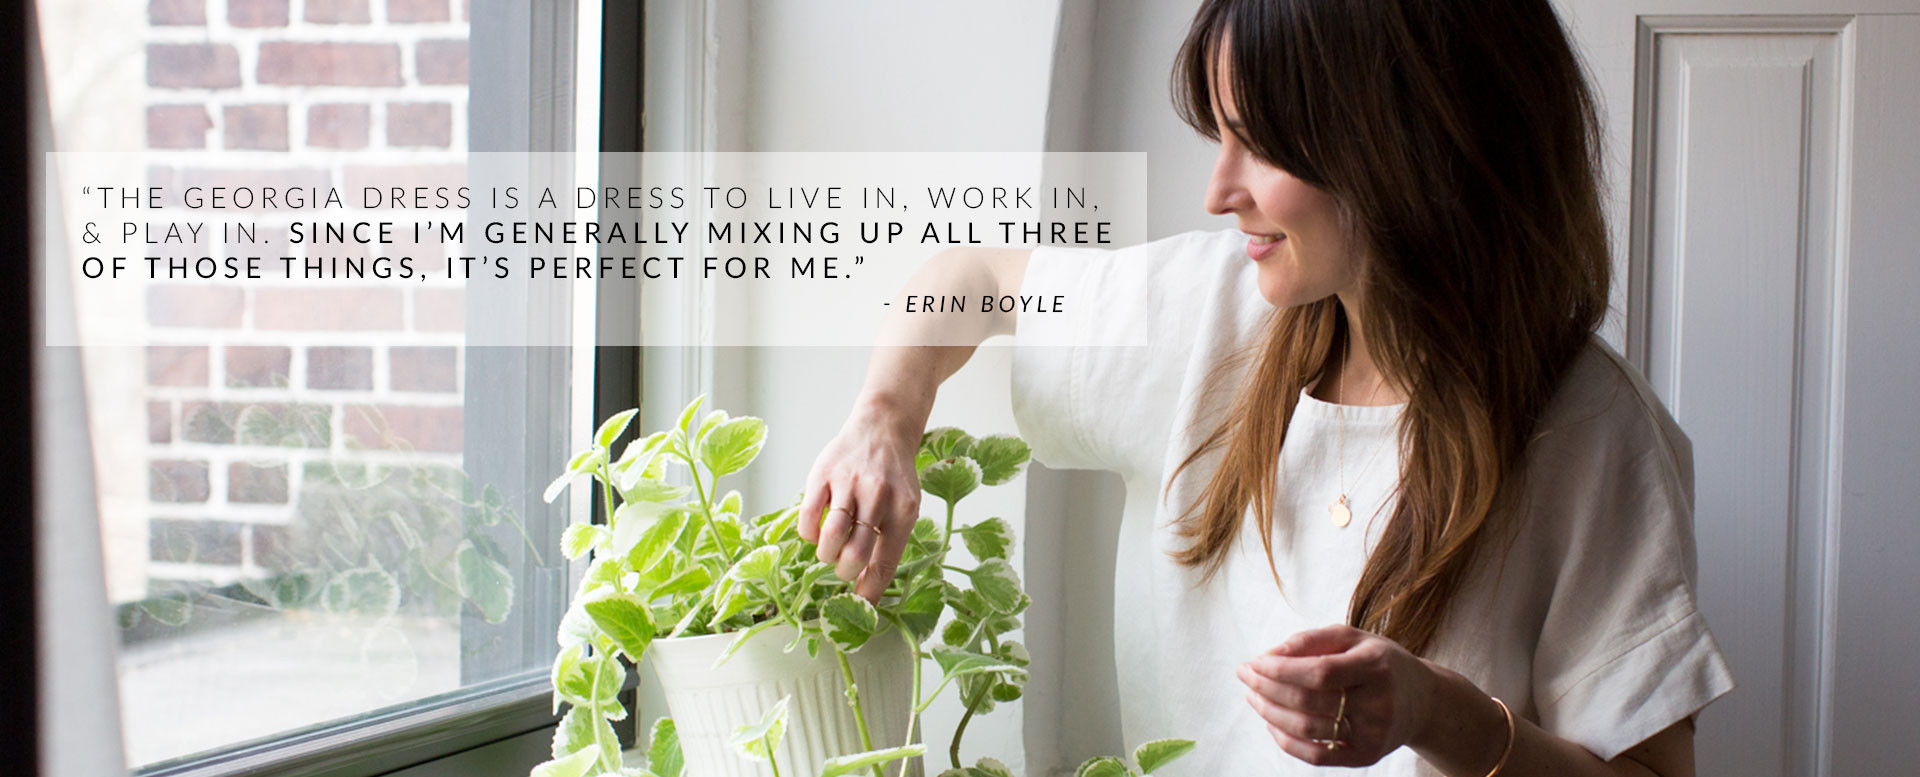 “THE GEORGIA DRESS IS A DRESS TO LIVE IN, WORK IN,
& PLAY IN. SINCE I’M GENERALLY MIXING UP ALL THREE
OF THOSE THINGS, IT’S PERFECT FOR ME.”
- ERIN BOYLE